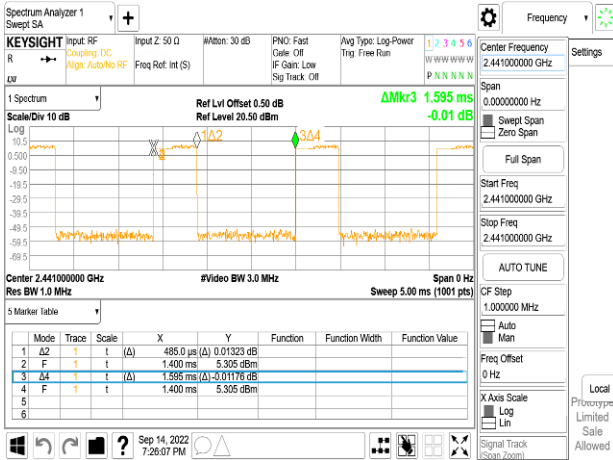 Spectrum Analyzer 1
Swept SA
Frequency
KEYSIGHT
R
Input: RF
Coupling: DC
Align: Auto/No RF
Input Z: 50 Ω
Freq Ref: Int (S)
#Atten: 30 dB
PNO: Fast
Gate: Off
IF Gain: Low
Sig Track: Off
Avg Type: Log-Power
Trig: Free Run
1 2 3 4 5 6
W W W W W W
P N N N N N
1 Spectrum
Scale/Div 10 dB
Ref Lvl Offset 0.50 dB
Ref Level 20.50 dBm
ΔMkr3 1.595 ms
-0.01 dB
Log
10.5
0.500
-9.50
-19.5
-29.5
-39.5
-49.5
-59.5
-69.5
1Δ2
3Δ4
Center 2.441000000 GHz
Res BW 1.0 MHz
#Video BW 3.0 MHz
Span 0 Hz
Sweep 5.00 ms (1001 pts)
5 Marker Table
Mode Trace Scale X Y Function Function Width Function Value
1 Δ2 1 t (Δ) 485.0 µs (Δ) 0.01323 dB
2 F 1 t 1.400 ms 5.305 dBm
3 Δ4 1 t (Δ) 1.595 ms (Δ) -0.01176 dB
4 F 1 t 1.400 ms 5.305 dBm
5
6
Sep 14, 2022
7:26:07 PM
Center Frequency
2.441000000 GHz
Span
0.00000000 Hz
Swept Span
Zero Span
Full Span
Start Freq
2.441000000 GHz
Stop Freq
2.441000000 GHz
AUTO TUNE
CF Step
1.000000 MHz
Auto
Man
Freq Offset
0 Hz
X Axis Scale
Log
Lin
Signal Track
(Span Zoom)
Settings
Local
Prototype
Limited
Sale
Allowed